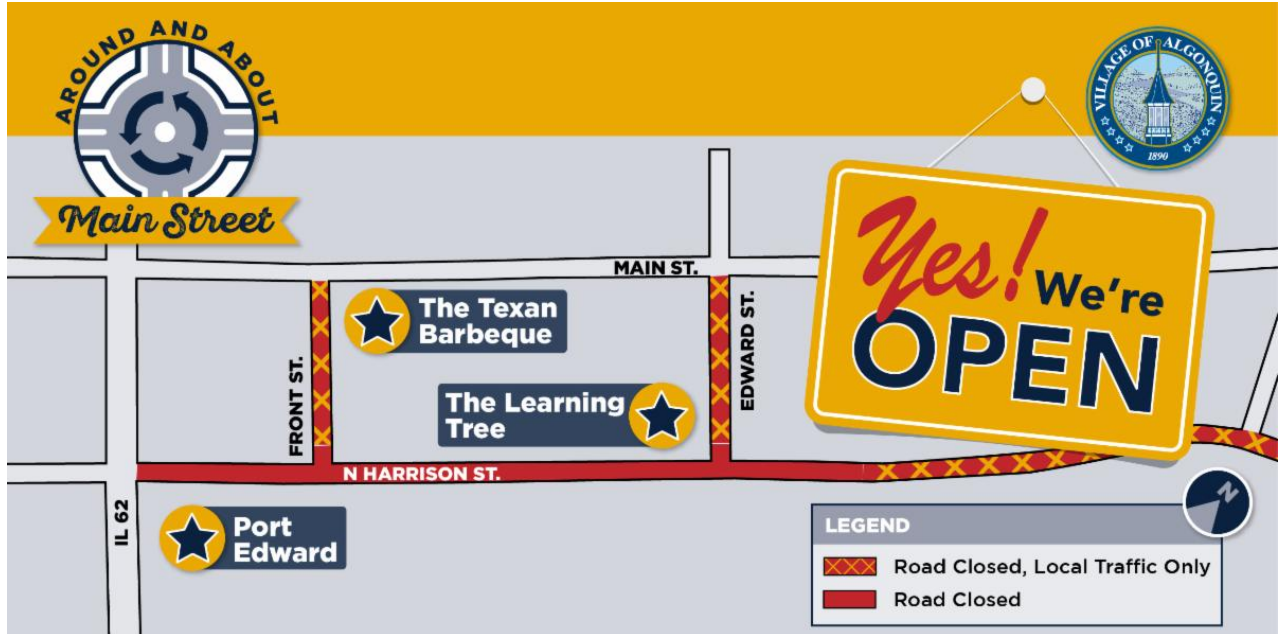 AROUND AND ABOUT
Main Street
VILLAGE OF ALGONQUIN
1890
Yes! We're
OPEN
MAIN ST.
The Texan
Barbeque
FRONT ST.
EDWARD ST.
The Learning
Tree
N HARRISON ST.
IL 62
Port
Edward
N
LEGEND
Road Closed, Local Traffic Only
Road Closed